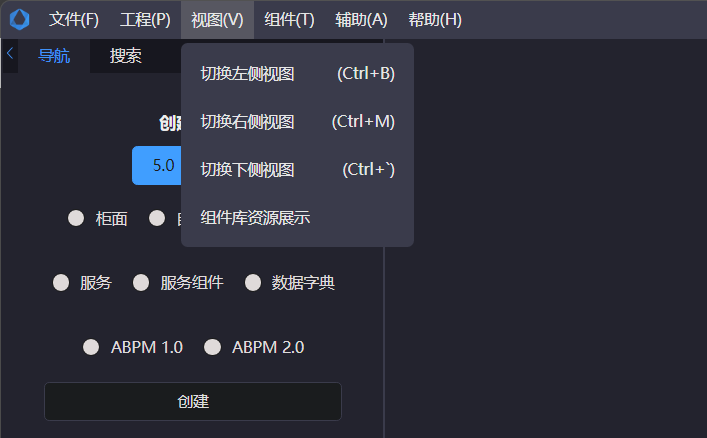 文件(F) 工程(P) 视图(V) 组件(T) 辅助(A) 帮助(H)
导航 搜索
切换左侧视图 (Ctrl+B)
切换右侧视图 (Ctrl+M)
切换下侧视图 (Ctrl+`)
组件库资源展示
创建
5.0
柜面
服务 服务组件 数据字典
ABPM 1.0 ABPM 2.0
创建